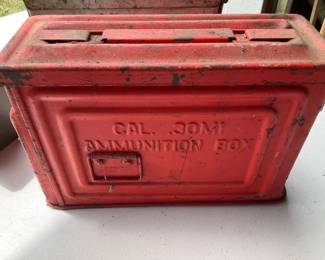 CAL. .30M1
AMMUNITION BOX